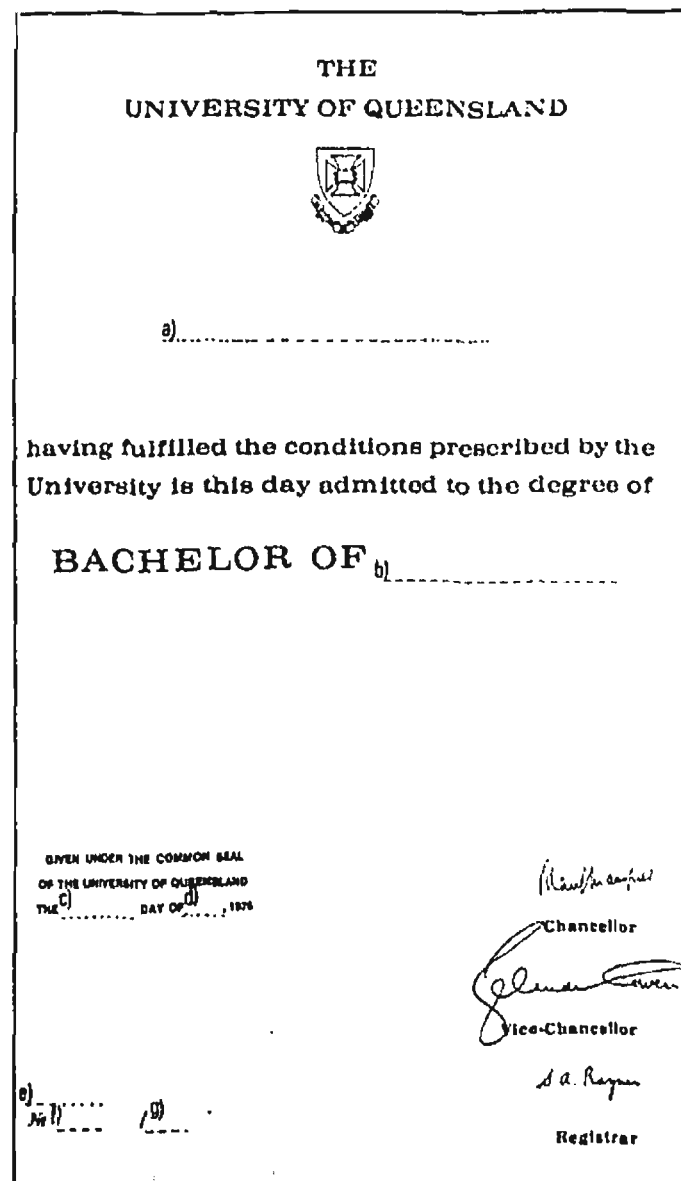 THE
UNIVERSITY OF QUEENSLAND
a)
having fulfilled the conditions prescribed by the
University is this day admitted to the degree of
BACHELOR OF b)
GIVEN UNDER THE COMMON SEAL
OF THE UNIVERSITY OF QUEENSLAND
THE c) DAY OF d) , 1976
Chancellor
Vice-Chancellor
S A. Rayner
Registrar
e)
f) / g)